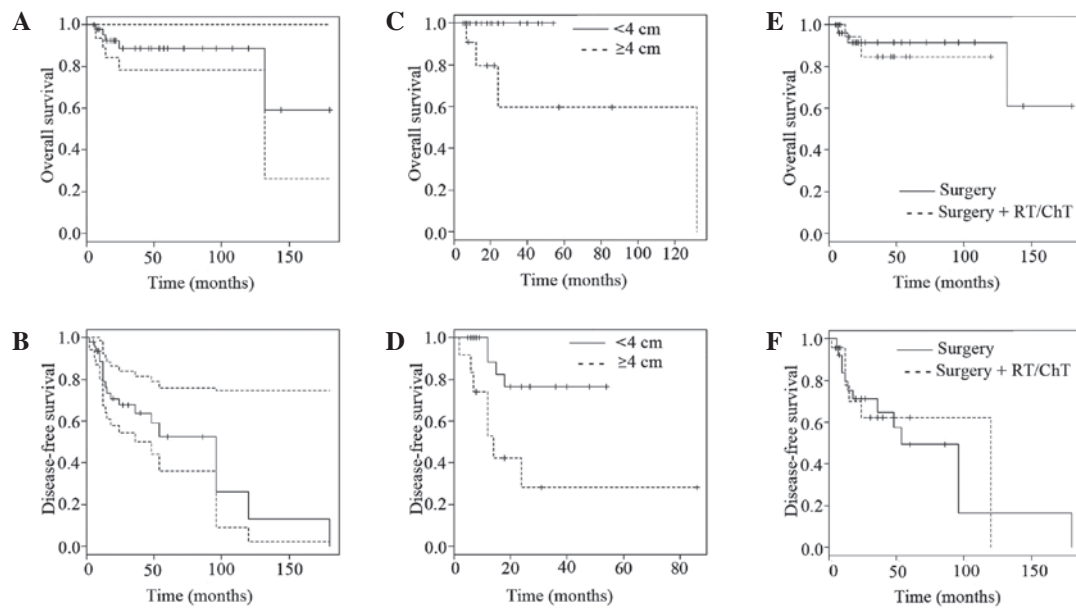 A
1.0
0.8
0.6
0.4
0.2
0.0
Overall survival
0 50 100 150
Time (months)
C
1.0
0.8
0.6
0.4
0.2
0.0
Overall survival
<4 cm
≥4 cm
0 20 40 60 80 100 120
Time (months)
E
1.0
0.8
0.6
0.4
0.2
0.0
Overall survival
Surgery
Surgery + RT/ChT
0 50 100 150
Time (months)
B
1.0
0.8
0.6
0.4
0.2
0.0
Disease-free survival
0 50 100 150
Time (months)
D
1.0
0.8
0.6
0.4
0.2
0.0
Disease-free survival
<4 cm
≥4 cm
0 20 40 60 80
Time (months)
F
1.0
0.8
0.6
0.4
0.2
0.0
Disease-free survival
Surgery
Surgery + RT/ChT
0 50 100 150
Time (months)